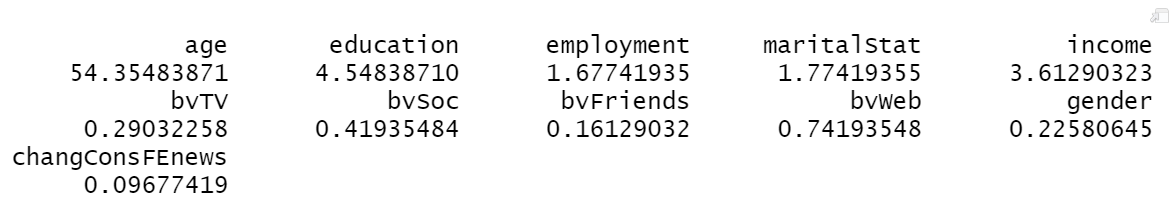 age education employment maritalStat income
54.35483871 4.54838710 1.67741935 1.77419355 3.61290323
bvTV bvSoc bvFriends bvWeb gender
0.29032258 0.41935484 0.16129032 0.74193548 0.22580645
changConsFEnews
0.09677419